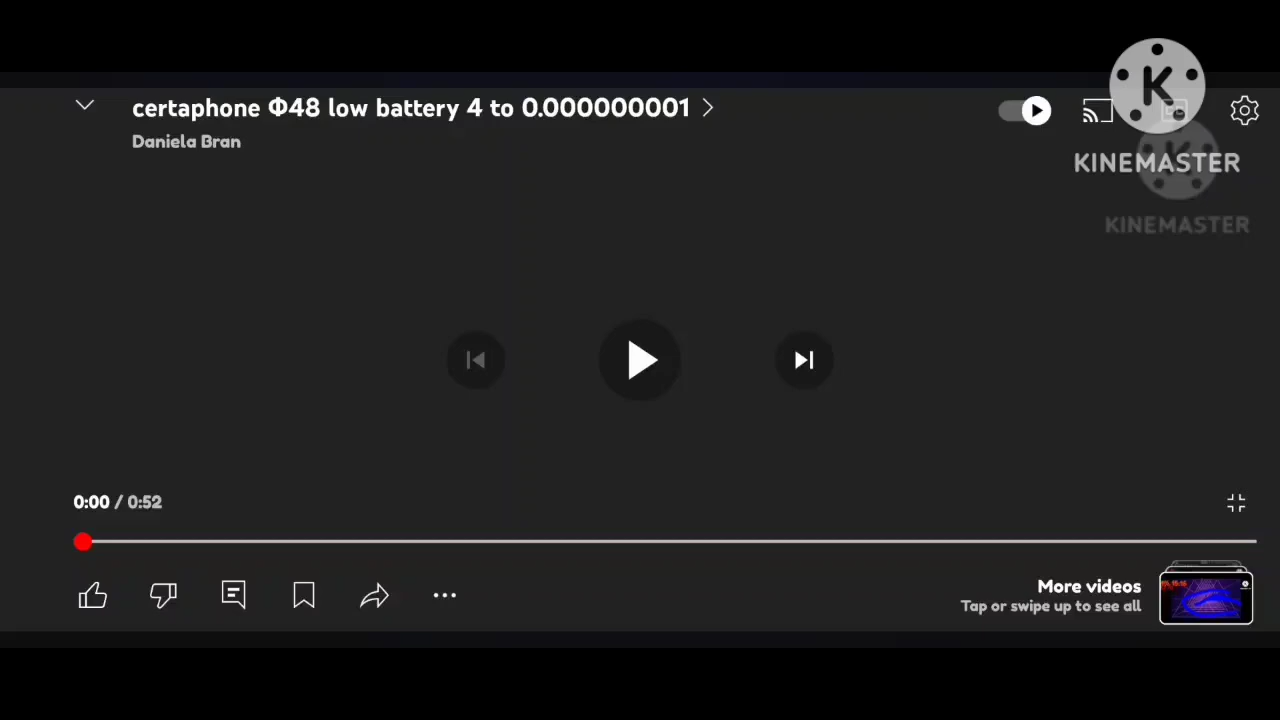 certaphone Φ48 low battery 4 to 0.000000001
Daniela Bran
K
CC
KINEMASTER
K
KINEMASTER
0:00 / 0:52
More videos
Tap or swipe up to see all